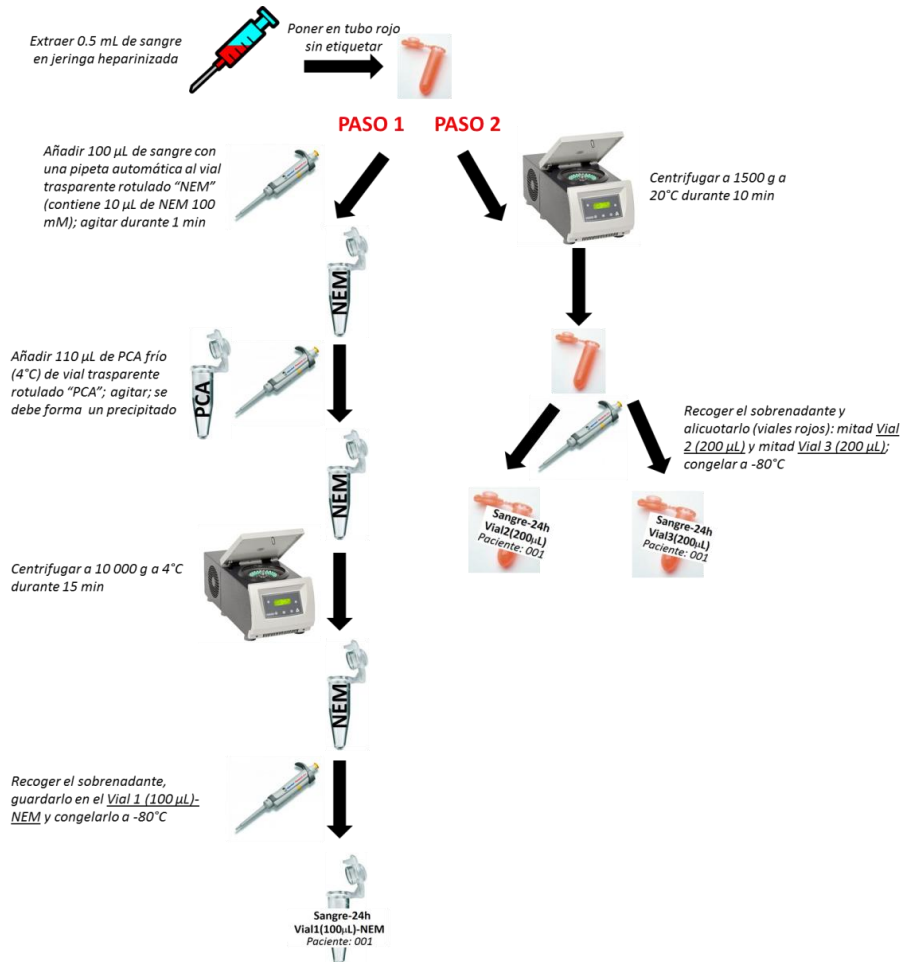 Extraer 0.5 mL de sangre
en jeringa heparinizada
Poner en tubo rojo
sin etiquetar
PASO 1
PASO 2
Añadir 100 µL de sangre con
una pipeta automática al vial
trasparente rotulado “NEM”
(contiene 10 µL de NEM 100
mM); agitar durante 1 min
NEM
Añadir 110 µL de PCA frío
(4°C) de vial trasparente
rotulado “PCA”; agitar; se
debe forma un precipitado
PCA
NEM
Centrifugar a 10 000 g a 4°C
durante 15 min
NEM
Recoger el sobrenadante,
guardarlo en el Vial 1 (100 µL)-
NEM y congelarlo a -80°C
Sangre-24h
Vial1(100µL)-NEM
Paciente: 001
Centrifugar a 1500 g a
20°C durante 10 min
Recoger el sobrenadante y
alicuotarlo (viales rojos): mitad Vial
2 (200 µL) y mitad Vial 3 (200 µL);
congelar a -80°C
Sangre-24h
Vial2(200µL)
Paciente: 001
Sangre-24h
Vial3(200µL)
Paciente: 001